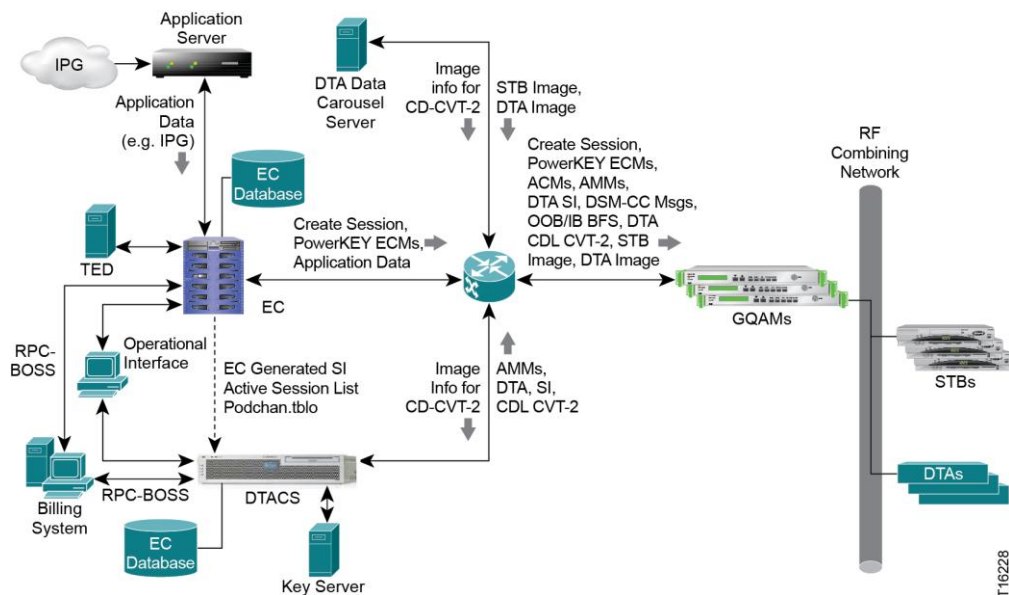 Application
Server
IPG
Application
Data
(e.g. IPG)
DTA Data
Carousel
Server
Image
info for
CD-CVT-2
STB Image,
DTA Image
EC
Database
TED
EC
Create Session,
PowerKEY ECMs,
Application Data
Create Session,
PowerKEY ECMs,
ACMs, AMMs,
DTA SI, DSM-CC Msgs,
OOB/IB BFS, DTA
CDL CVT-2, STB
Image, DTA Image
RF
Combining
Network
GQAMs
STBs
DTAs
RPC-
BOSS
Operational
Interface
EC Generated SI
Active Session List
Podchan.tblo
Image
Info for
CD-CVT-2
AMMs,
DTA, SI,
CDL CVT-2
Billing
System
RPC-BOSS
DTACS
EC
Database
Key Server
T16228